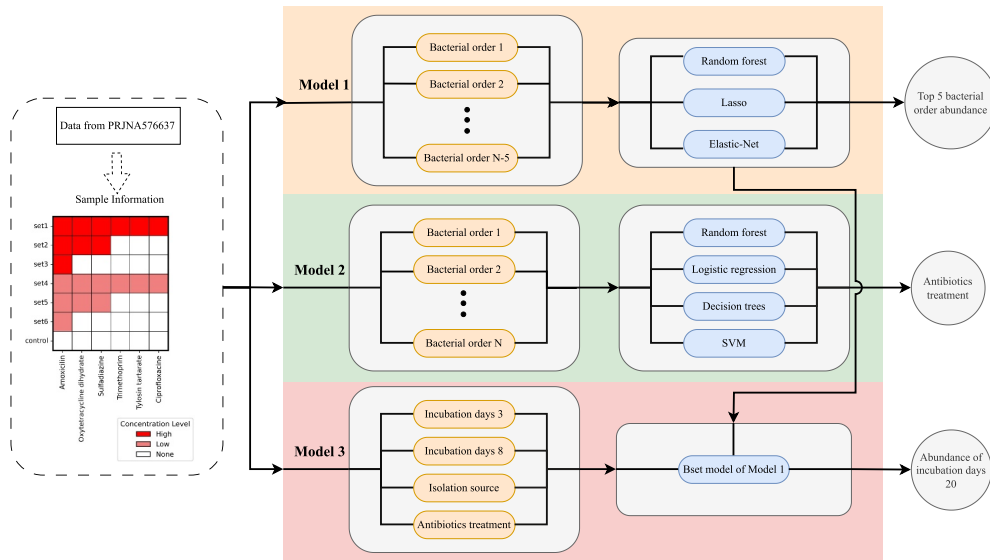 Data from PRJNA576637
Sample Information
set1
set2
set3
set4
set5
set6
control
Amoxicilin
Oxytetracycline dihydrate
Sulfadiazine
Trimethoprim
Tylosin tartarate
Ciprofloxacine
Concentration Level
High
Low
None
Model 1
Bacterial order 1
Bacterial order 2
Bacterial order N-5
Random forest
Lasso
Elastic-Net
Top 5 bacterial
order abundance
Model 2
Bacterial order 1
Bacterial order 2
Bacterial order N
Random forest
Logistic regression
Decision trees
SVM
Antibiotics
treatment
Model 3
Incubation days 3
Incubation days 8
Isolation source
Antibiotics treatment
Bset model of Model 1
Abundance of
incubation days
20